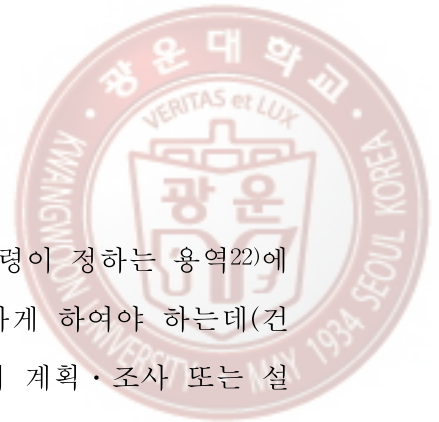 광운대학교
VERITAS et LUX
광운
KWANGWOON UNIVERSITY
MAY 1934 SEOUL KOREA
령이 정하는 용역22)에
하게 하여야 하는데(건
계획·조사 또는 설